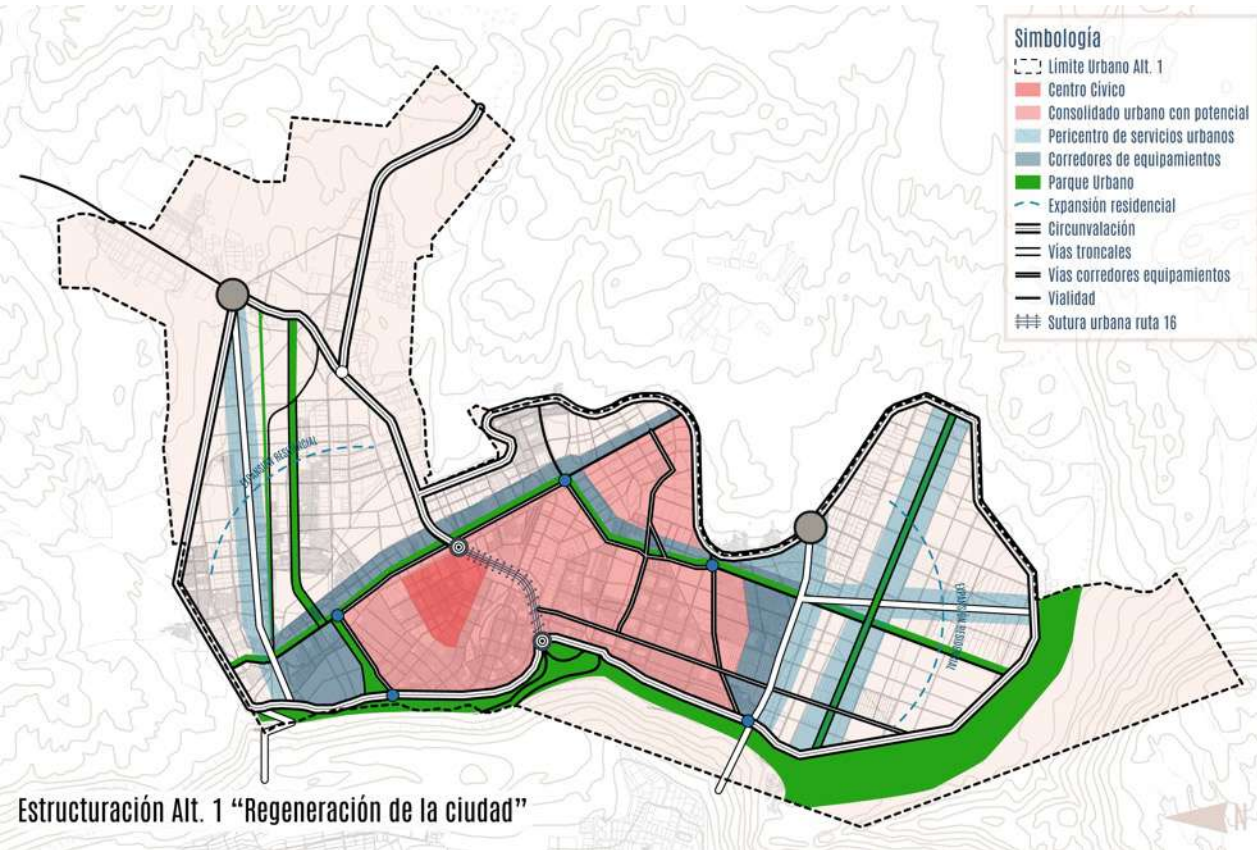 Simbología
Límite Urbano Alt. 1
Centro Cívico
Consolidado urbano con potencial
Pericentro de servicios urbanos
Corredores de equipamientos
Parque Urbano
Expansión residencial
Circunvalación
Vías troncales
Vías corredores equipamientos
Vialidad
Sutura urbana ruta 16
EXPANSIÓN RESIDENCIAL
EXPANSIÓN RESIDENCIAL
Estructuración Alt. 1 “Regeneración de la ciudad”
N